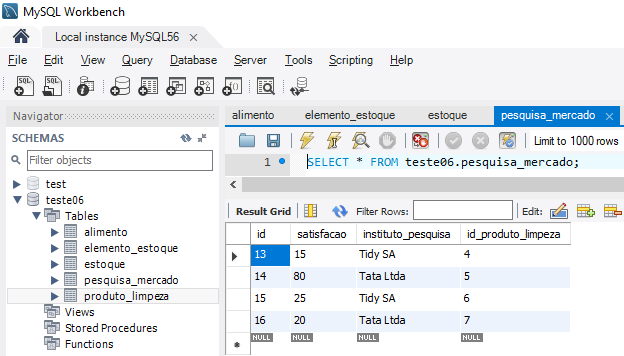 MySQL Workbench
Local instance MySQL56
File Edit View Query Database Server Tools Scripting Help
Navigator
SCHEMAS
Filter objects
test
teste06
Tables
alimento
elemento_estoque
estoque
pesquisa_mercado
produto_limpeza
Views
Stored Procedures
Functions
alimento elemento_estoque estoque pesquisa_mercado
Limit to 1000 rows
1 SELECT * FROM teste06.pesquisa_mercado;
Result Grid Filter Rows: Edit:
id satisfacao instituto_pesquisa id_produto_limpeza
13 15 Tidy SA 4
14 80 Tata Ltda 5
15 25 Tidy SA 6
16 20 Tata Ltda 7
NULL NULL NULL NULL